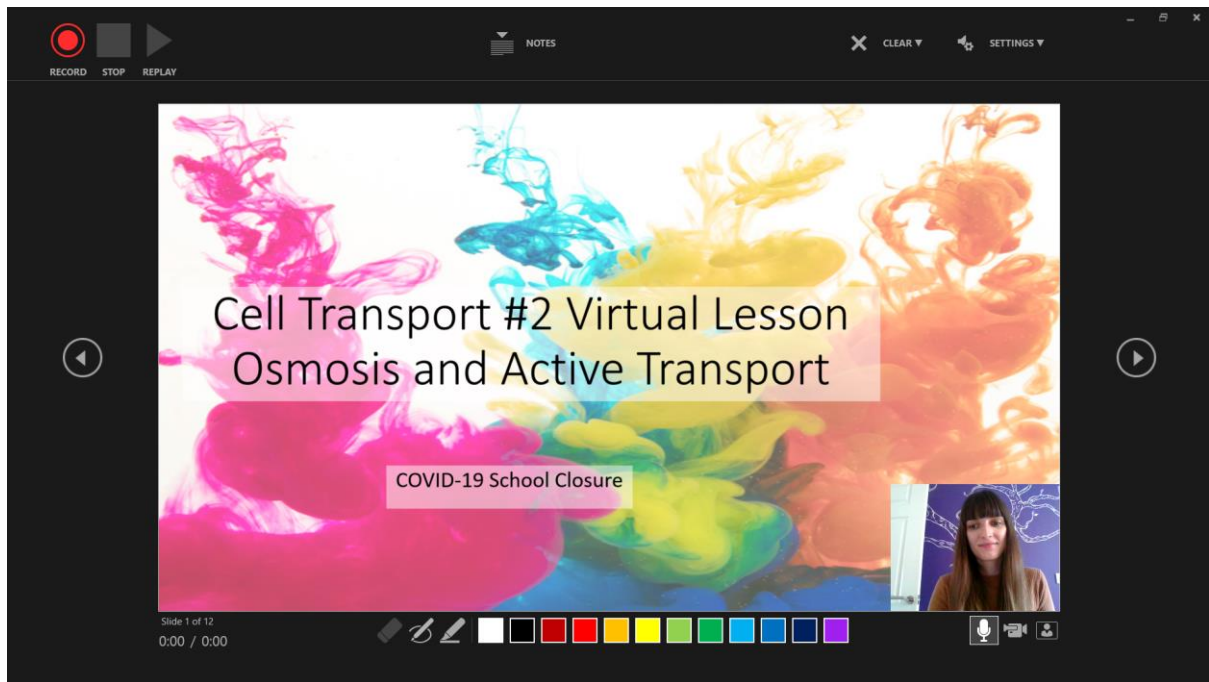 RECORD STOP REPLAY
NOTES
CLEAR ▼
SETTINGS ▼
Cell Transport #2 Virtual Lesson
Osmosis and Active Transport
COVID-19 School Closure
Slide 1 of 12
0:00 / 0:00